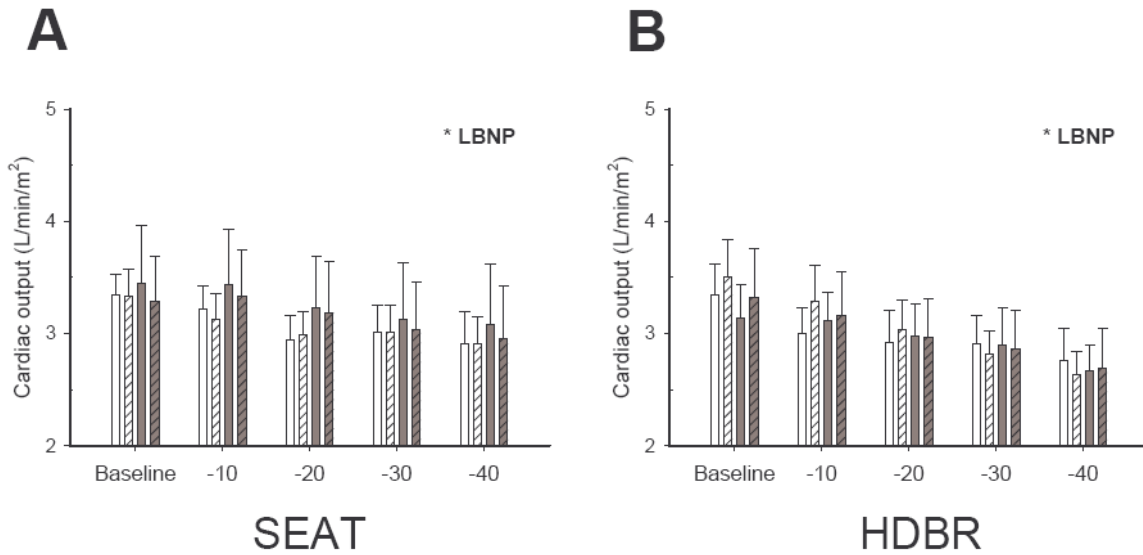 A
Cardiac output (L/min/m²)
5
4
3
2
* LBNP
Baseline -10 -20 -30 -40
SEAT
B
Cardiac output (L/min/m²)
5
4
3
2
* LBNP
Baseline -10 -20 -30 -40
HDBR